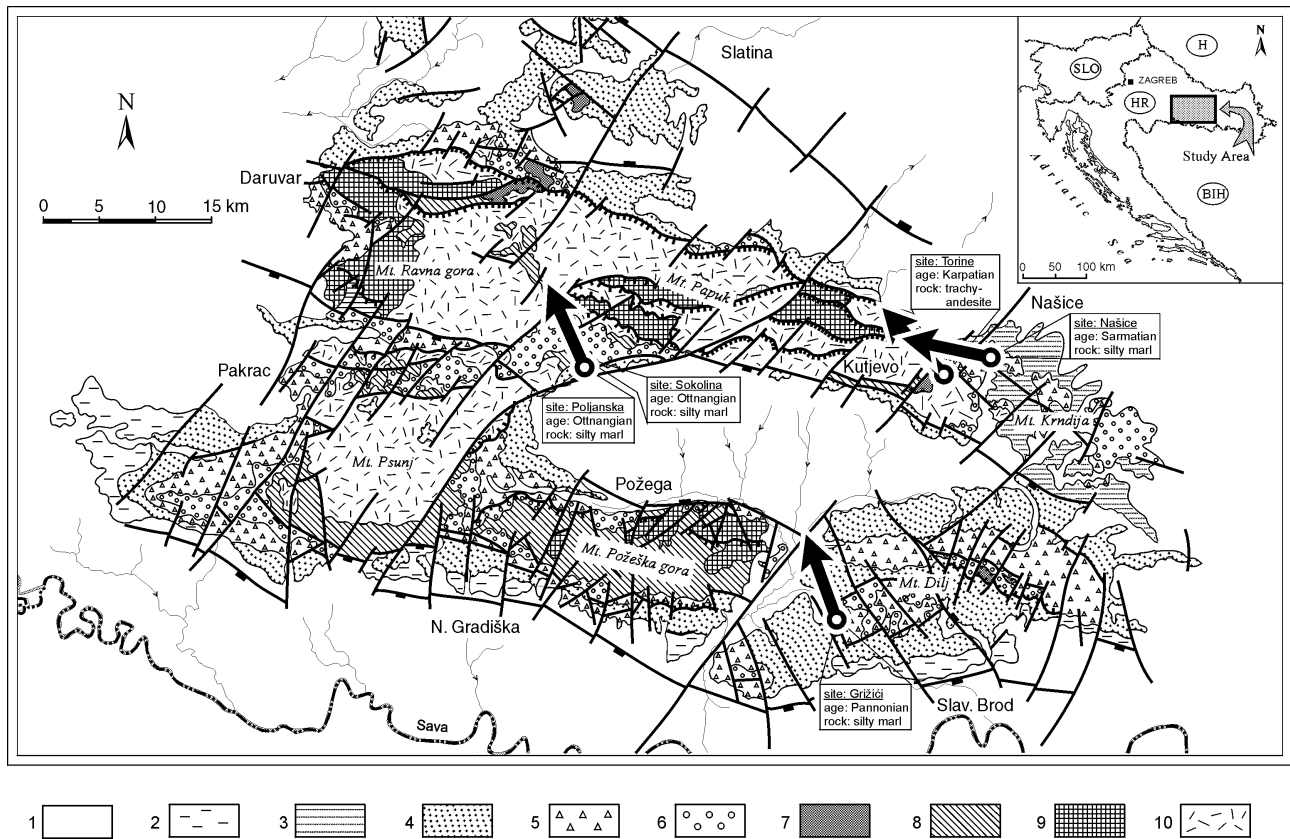 Slatina
N
Daruvar
0 5 10 15 km
Mt. Ravna gora
Mt. Papuk
site: Torine
age: Karpatian
rock: trachy-
andesite
Našice
site: Našice
age: Sarmatian
rock: silty marl
Pakrac
Kutjevo
site: Sokolina
age: Ottnangian
rock: silty marl
site: Poljanska
age: Ottnangian
rock: silty marl
Mt. Krndija
Mt. Psunj
Požega
Mt. Požeška gora
Mt. Dilj
N. Gradiška
site: Grižići
age: Pannonian
rock: silty marl
Slav. Brod
Sava
H
N
SLO
ZAGREB
HR
Study Area
BIH
Adriatic
Sea
0 50 100 km
1 2 3 4 5 6 7 8 9 10